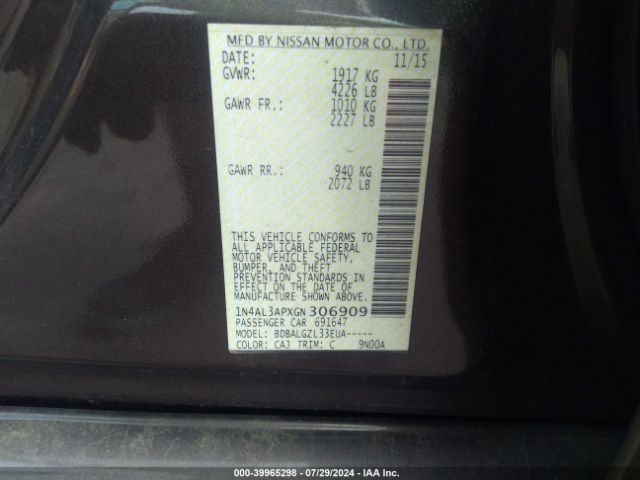 MFD BY NISSAN MOTOR CO., LTD.
DATE: 11/15
GVWR: 1917 KG
4226 LB
GAWR FR.: 1010 KG
2227 LB
GAWR RR.: 940 KG
2072 LB
THIS VEHICLE CONFORMS TO
ALL APPLICABLE FEDERAL
MOTOR VEHICLE SAFETY,
BUMPER, AND THEFT
PREVENTION STANDARDS IN
EFFECT ON THE DATE OF
MANUFACTURE SHOWN ABOVE.
1N4AL3APXGN306909
PASSENGER CAR 691647
MODEL: BDBALGZL33EUA-----
COLOR: CAJ TRIM: C 9N00A
000-39965298 - 07/29/2024 - IAA Inc.